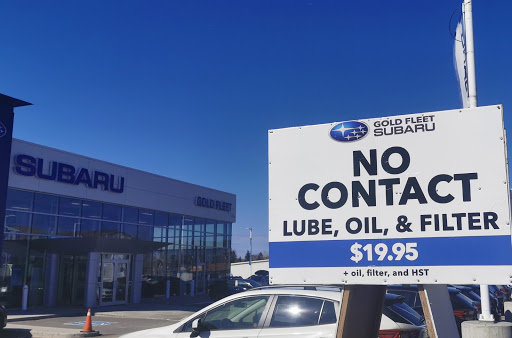 SUBARU
GOLD FLEET
GOLD FLEET
SUBARU
NO
CONTACT
LUBE, OIL, & FILTER
$19.95
+ oil, filter, and HST